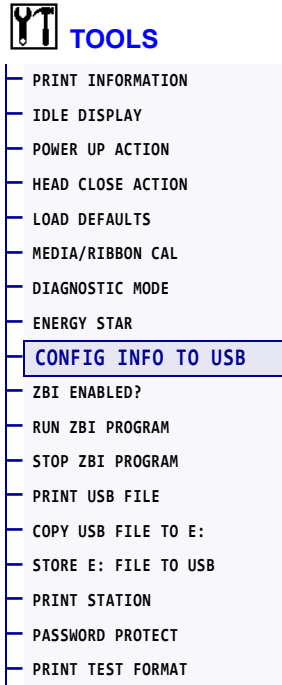 TOOLS
PRINT INFORMATION
IDLE DISPLAY
POWER UP ACTION
HEAD CLOSE ACTION
LOAD DEFAULTS
MEDIA/RIBBON CAL
DIAGNOSTIC MODE
ENERGY STAR
CONFIG INFO TO USB
ZBI ENABLED?
RUN ZBI PROGRAM
STOP ZBI PROGRAM
PRINT USB FILE
COPY USB FILE TO E:
STORE E: FILE TO USB
PRINT STATION
PASSWORD PROTECT
PRINT TEST FORMAT